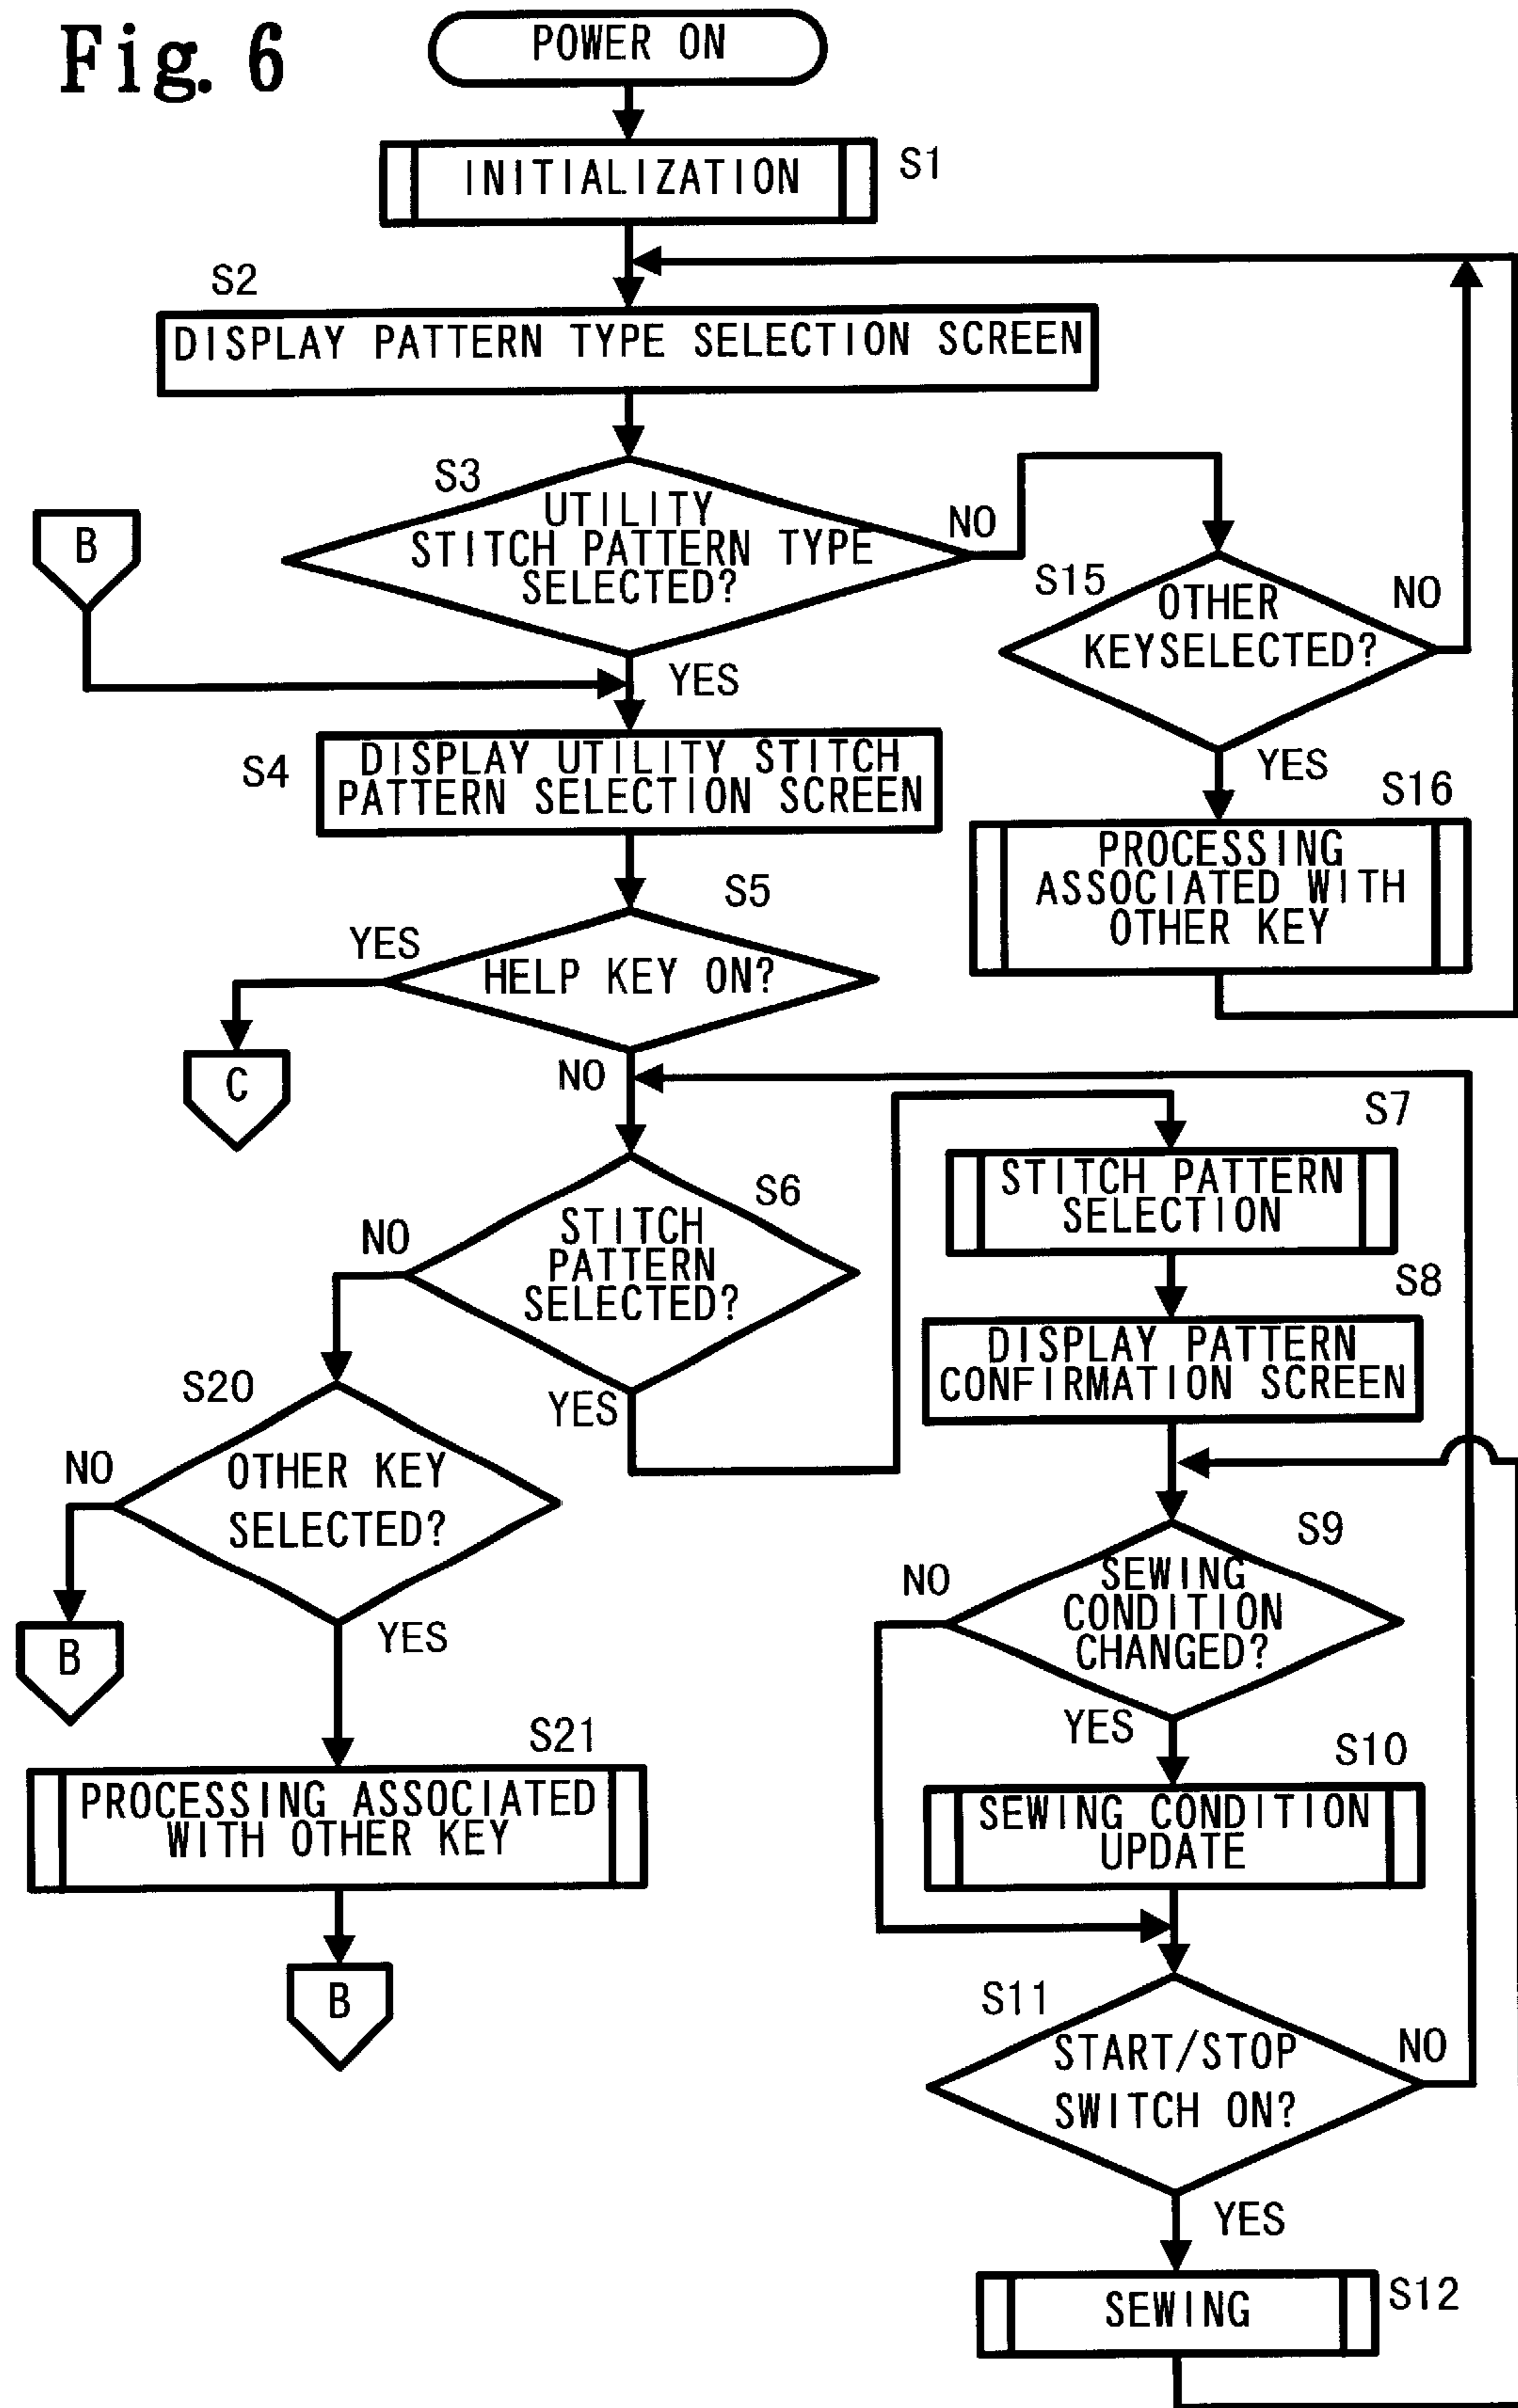 Fig. 6
POWER ON
INITIALIZATION
S1
S2
DISPLAY PATTERN TYPE SELECTION SCREEN
S3
UTILITY
STITCH PATTERN TYPE
SELECTED?
NO
YES
B
S15
OTHER
KEYSELECTED?
NO
YES
S16
PROCESSING
ASSOCIATED WITH
OTHER KEY
S4
DISPLAY UTILITY STITCH
PATTERN SELECTION SCREEN
S5
YES
HELP KEY ON?
C
NO
S6
NO
STITCH
PATTERN
SELECTED?
YES
S7
STITCH PATTERN
SELECTION
S8
DISPLAY PATTERN
CONFIRMATION SCREEN
S20
NO
OTHER KEY
SELECTED?
B
YES
S21
PROCESSING ASSOCIATED
WITH OTHER KEY
B
S9
NO
SEWING
CONDITION
CHANGED?
YES
S10
SEWING CONDITION
UPDATE
S11
START/STOP
SWITCH ON?
NO
YES
SEWING
S12